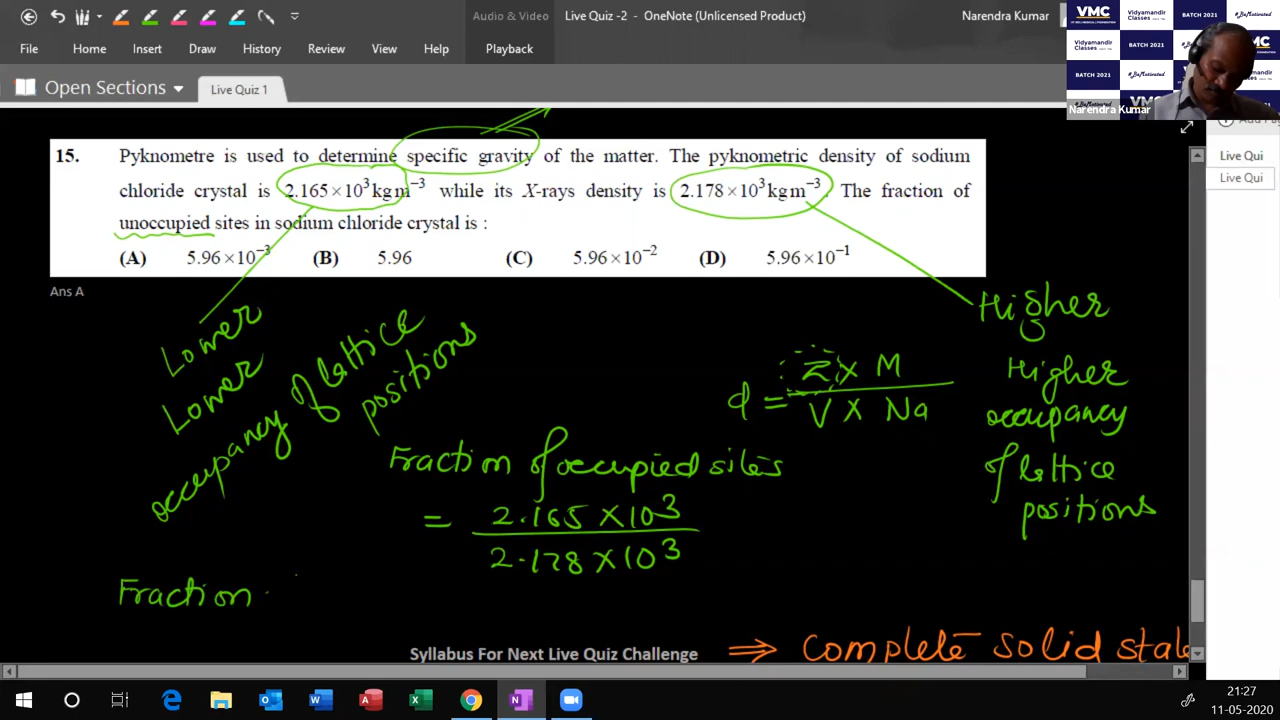 Audio & Vid
Live Quiz -2 - OneNote (Unlicensed Product)
Narendra Kumar
File Home Insert Draw History Review View Help Playback
VMC
Vidyamandir Classes
BATCH 2021
#BeMotivated
Narendra Kumar
Open Sections
Live Quiz 1
Live Qui
Live Qui
15. Pyknometre is used to determine specific gravity of the matter. The pyknometric density of sodium
chloride crystal is 2.165×10³kg m⁻³ while its X-rays density is 2.178×10³kg m⁻³. The fraction of
unoccupied sites in sodium chloride crystal is :
(A) 5.96×10⁻³ (B) 5.96 (C) 5.96×10⁻² (D) 5.96×10⁻¹
Ans A
Lower
Lower
occupancy of lattice
positions
d = Z × M
V × Na
Higher
Higher
occupancy
of lattice
positions
Fraction of occupied sites
= 2.165 × 10³
2.178 × 10³
Fraction
Syllabus For Next Live Quiz Challenge ⇒ Complete solid state
21:27
11-05-2020